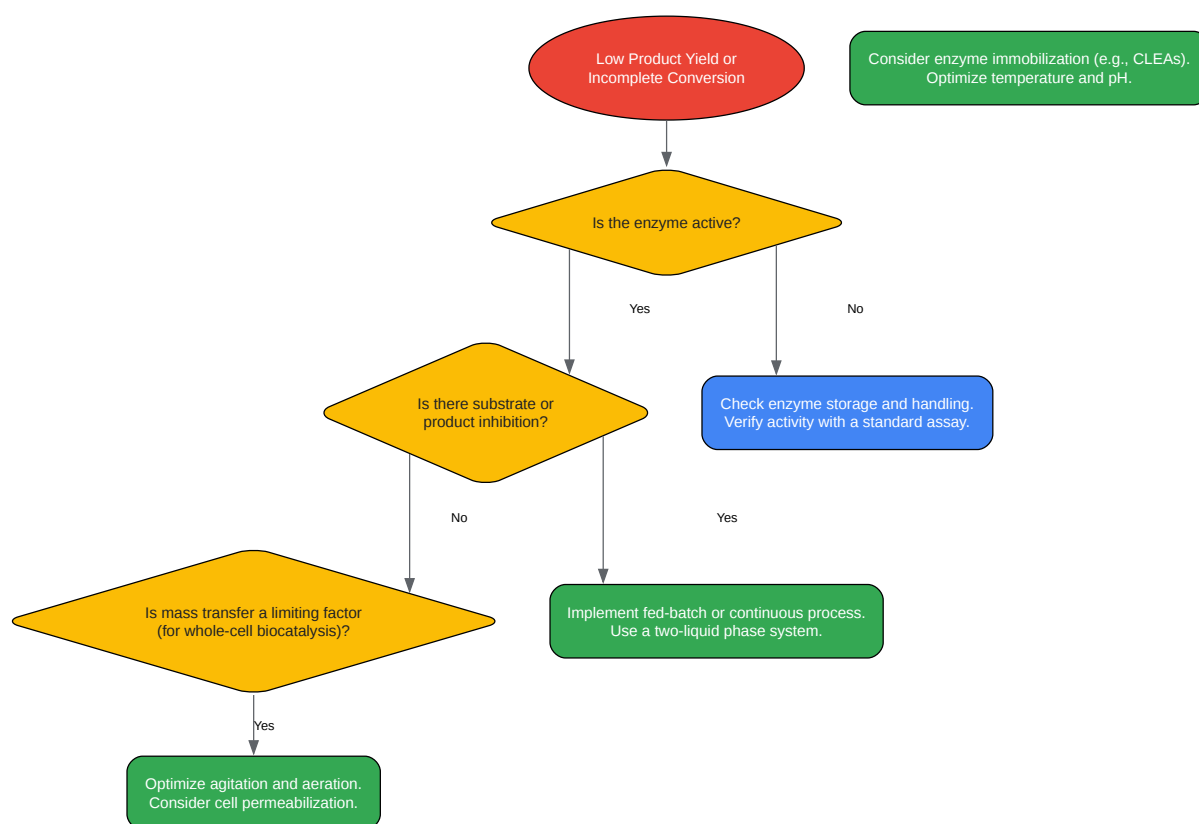 Low Product Yield or
Incomplete Conversion
Consider enzyme immobilization (e.g., CLEAs).
Optimize temperature and pH.
Is the enzyme active?
Yes
No
Is there substrate or
product inhibition?
Check enzyme storage and handling.
Verify activity with a standard assay.
No
Yes
Is mass transfer a limiting factor
(for whole-cell biocatalysis)?
Implement fed-batch or continuous process.
Use a two-liquid phase system.
Yes
Optimize agitation and aeration.
Consider cell permeabilization.